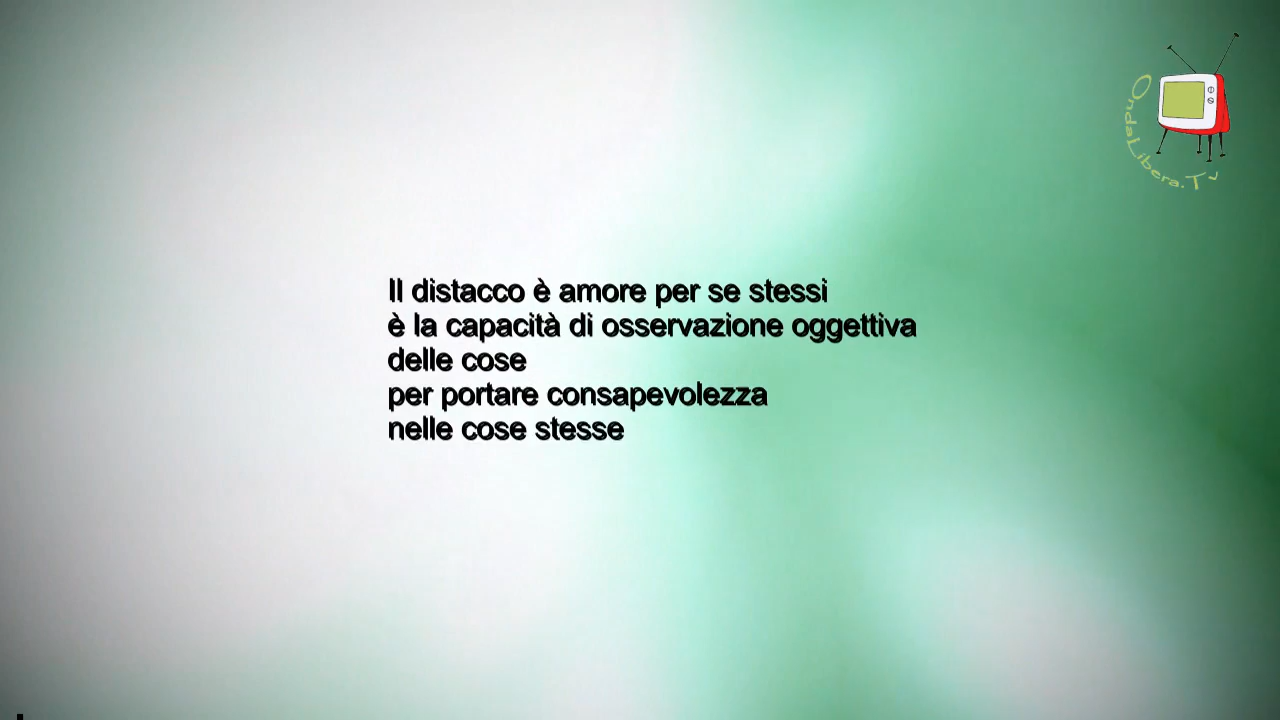 OndaLibera.Tv
Il distacco è amore per se stessi
è la capacità di osservazione oggettiva
delle cose
per portare consapevolezza
nelle cose stesse